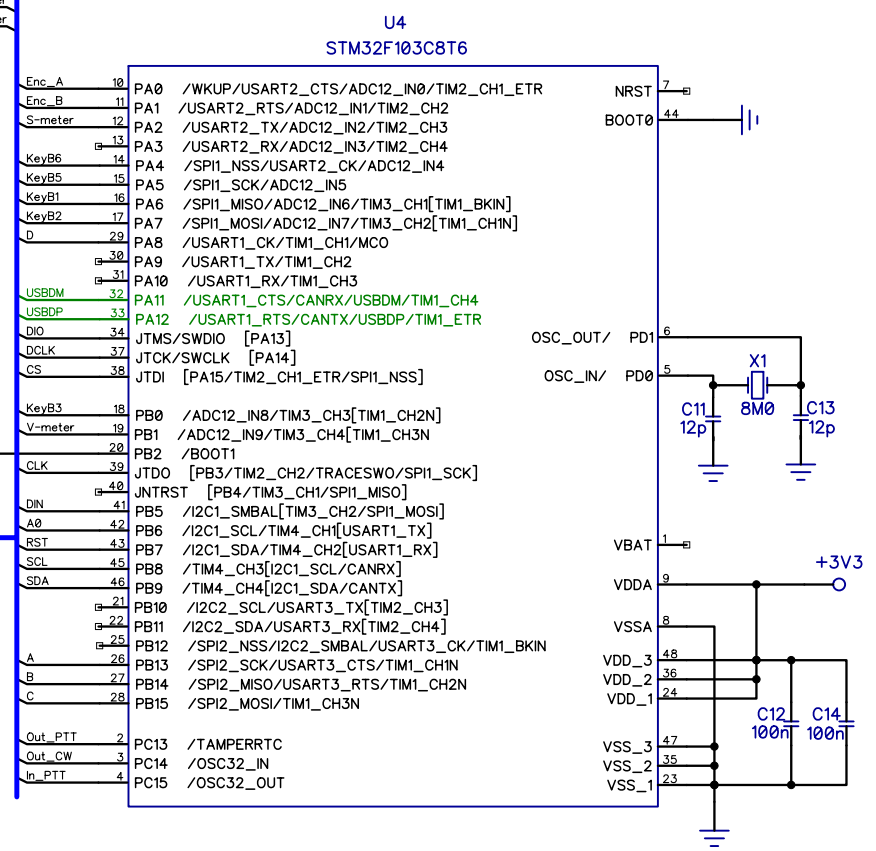 er
U4
STM32F103C8T6
Enc_A 10 PA0 /WKUP/USART2_CTS/ADC12_IN0/TIM2_CH1_ETR NRST 7
Enc_B 11 PA1 /USART2_RTS/ADC12_IN1/TIM2_CH2
S-meter 12 PA2 /USART2_TX/ADC12_IN2/TIM2_CH3 BOOT0 44
13 PA3 /USART2_RX/ADC12_IN3/TIM2_CH4
KeyB6 14 PA4 /SPI1_NSS/USART2_CK/ADC12_IN4
KeyB5 15 PA5 /SPI1_SCK/ADC12_IN5
KeyB1 16 PA6 /SPI1_MISO/ADC12_IN6/TIM3_CH1[TIM1_BKIN]
KeyB2 17 PA7 /SPI1_MOSI/ADC12_IN7/TIM3_CH2[TIM1_CH1N]
D 29 PA8 /USART1_CK/TIM1_CH1/MCO
30 PA9 /USART1_TX/TIM1_CH2
31 PA10 /USART1_RX/TIM1_CH3
USBDM 32 PA11 /USART1_CTS/CANRX/USBDM/TIM1_CH4
USBDP 33 PA12 /USART1_RTS/CANTX/USBDP/TIM1_ETR
DIO 34 JTMS/SWDIO [PA13] OSC_OUT/ PD1 6
DCLK 37 JTCK/SWCLK [PA14] X1
CS 38 JTDI [PA15/TIM2_CH1_ETR/SPI1_NSS] OSC_IN/ PD0 5
8M0
KeyB3 18 PB0 /ADC12_IN8/TIM3_CH3[TIM1_CH2N] C11 C13
V-meter 19 PB1 /ADC12_IN9/TIM3_CH4[TIM1_CH3N 12p 12p
20 PB2 /BOOT1
CLK 39 JTDO [PB3/TIM2_CH2/TRACESWO/SPI1_SCK]
40 JNTRST [PB4/TIM3_CH1/SPI1_MISO]
DIN 41 PB5 /I2C1_SMBAL[TIM3_CH2/SPI1_MOSI]
A0 42 PB6 /I2C1_SCL/TIM4_CH1[USART1_TX]
RST 43 PB7 /I2C1_SDA/TIM4_CH2[USART1_RX] VBAT 1
SCL 45 PB8 /TIM4_CH3[I2C1_SCL/CANRX] +3V3
SDA 46 PB9 /TIM4_CH4[I2C1_SDA/CANTX] VDDA 9
21 PB10 /I2C2_SCL/USART3_TX[TIM2_CH3]
22 PB11 /I2C2_SDA/USART3_RX[TIM2_CH4] VSSA 8
25 PB12 /SPI2_NSS/I2C2_SMBAL/USART3_CK/TIM1_BKIN
A 26 PB13 /SPI2_SCK/USART3_CTS/TIM1_CH1N VDD_3 48
B 27 PB14 /SPI2_MISO/USART3_RTS/TIM1_CH2N VDD_2 36
C 28 PB15 /SPI2_MOSI/TIM1_CH3N VDD_1 24
C12 C14
100n 100n
Out_PTT 2 PC13 /TAMPERRTC VSS_3 47
Out_CW 3 PC14 /OSC32_IN VSS_2 35
In_PTT 4 PC15 /OSC32_OUT VSS_1 23